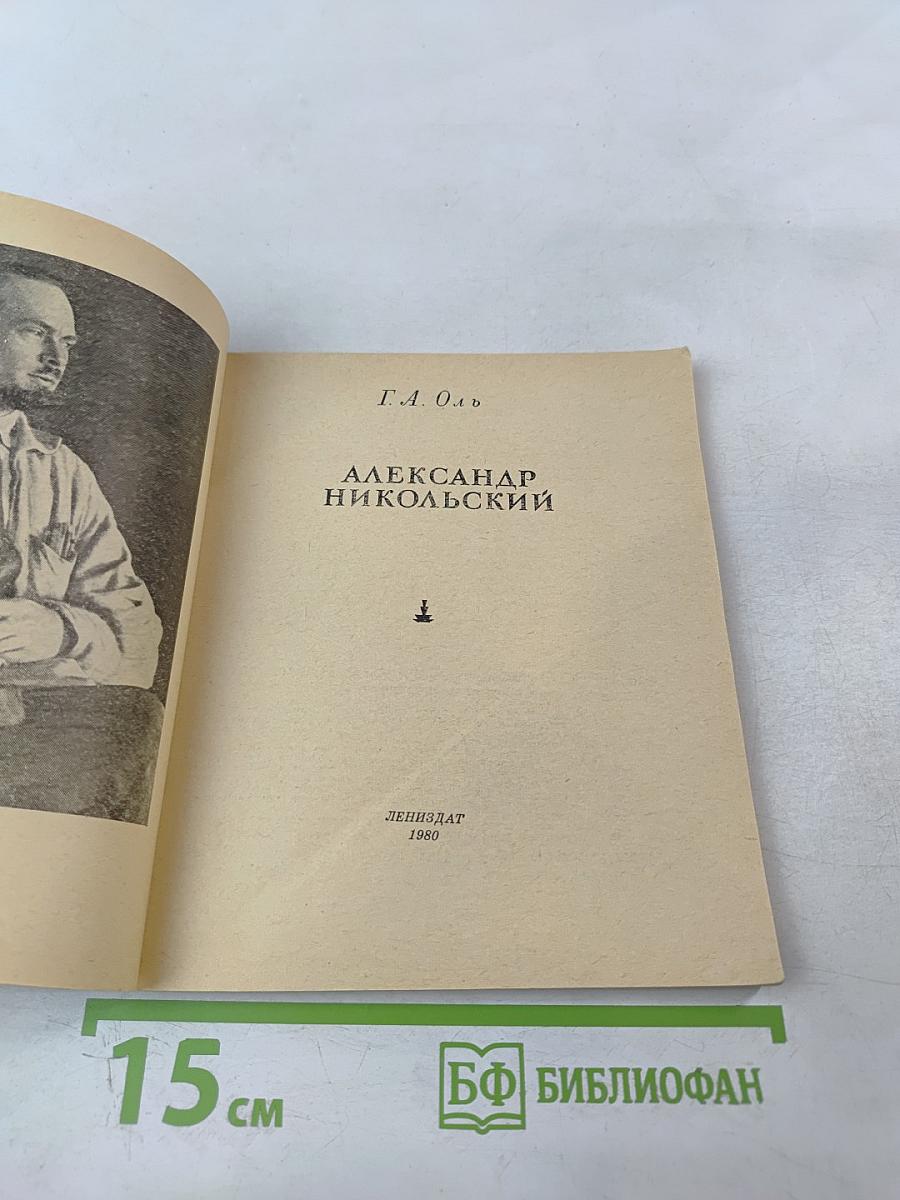 Г. А. Оль
АЛЕКСАНДР
НИКОЛЬСКИЙ
ЛЕНИЗДАТ
1980
15 см
БФ БИБЛИОФАН